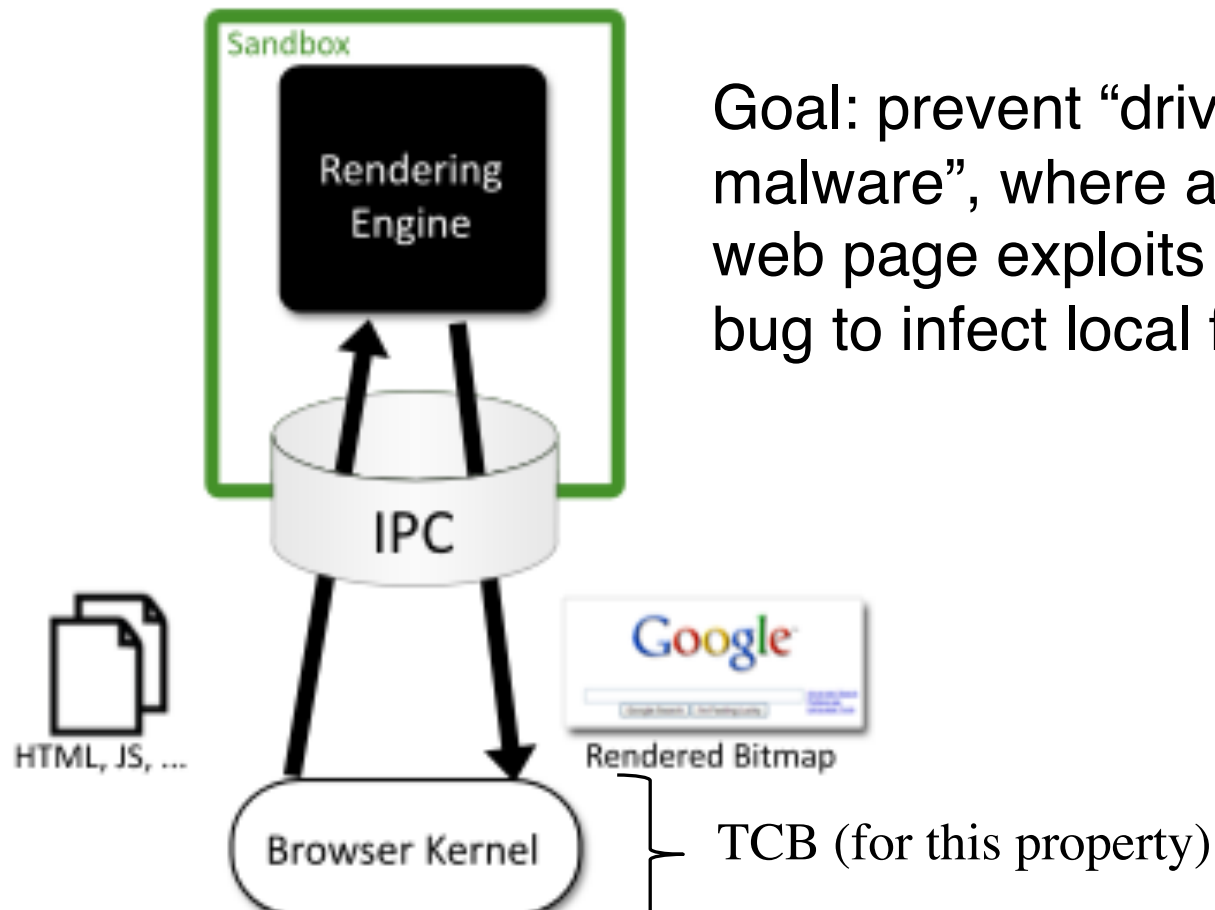 Sandbox
Rendering
Engine
Goal: prevent “driv
malware”, where a
web page exploits
bug to infect local f
IPC
HTML, JS, ...
Google
Rendered Bitmap
Browser Kernel
TCB (for this property)